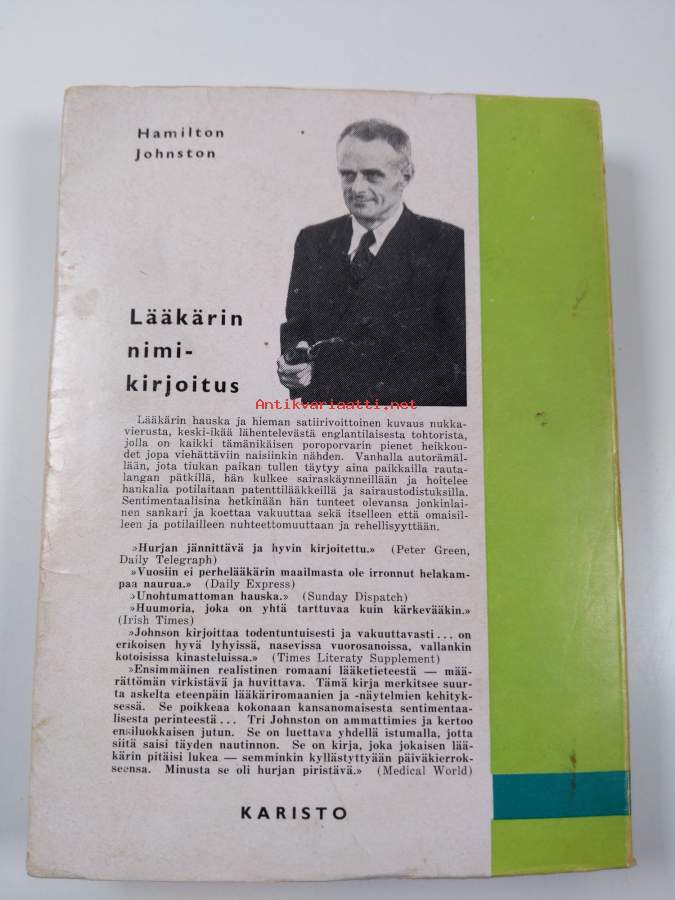 Hamilton
Johnston
Lääkärin
nimi-
kirjoitus
Antikvariaatit.net
Lääkärin hauska ja hieman satiirivoittoinen kuvaus nukka-
vierusta, keski-ikää lähentelevästä englantilaisesta tohtorista,
jolla on kaikki tämänikäisen poroporvarin pienet heikkou-
det jopa viehättäviin naisiinkin nähden. Vanhalla autorämäl-
lään, jota tiukan paikan tullen täytyy aina paikkailla rauta-
langan pätkillä, hän kulkee sairaskäynneillään ja hoitelee
hankalia potilaitaan patenttilääkkeillä ja sairaustodistuksilla.
Sentimentaalisina hetkinään hän tunteet olevansa jonkinlai-
nen sankari ja koettaa vakuuttaa sekä itselleen että omaisil-
leen ja potilailleen nuhteettomuuttaan ja rehellisyyttään.
»Hurjan jännittävä ja hyvin kirjoitettu.» (Peter Green,
Daily Telegraph)
»Vuosiin ei perhelääkärin maailmasta ole irronnut helakam-
paa naurua.» (Daily Express)
»Unohtumattoman hauska.» (Sunday Dispatch)
»Huumoria, joka on yhtä tarttuvaa kuin kärkevääkin.»
(Irish Times)
»Johnson kirjoittaa todentuntuisesti ja vakuuttavasti... on
erikoisen hyvä lyhyissä, nasevissa vuorosanoissa, vallankin
kotoisissa kinasteluissa.» (Times Literaty Supplement)
»Ensimmäinen realistinen romaani lääketieteestä — mää-
rättömän virkistävä ja huvittava. Tämä kirja merkitsee suur-
ta askelta eteenpäin lääkäriromaanien ja -näytelmien kehityk-
sessä. Se poikkeaa kokonaan kansanomaisesta sentimentaa-
lisesta perinteestä... Tri Johnston on ammattimies ja kertoo
ensiluokkaisen jutun. Se on luettava yhdellä istumalla, jotta
siitä saisi täyden nautinnon. Se on kirja, joka jokaisen lää-
kärin pitäisi lukea — semminkin kyllästyttyään päiväkierrok-
seensa. Minusta se oli hurjan piristävä.» (Medical World)
KARISTO